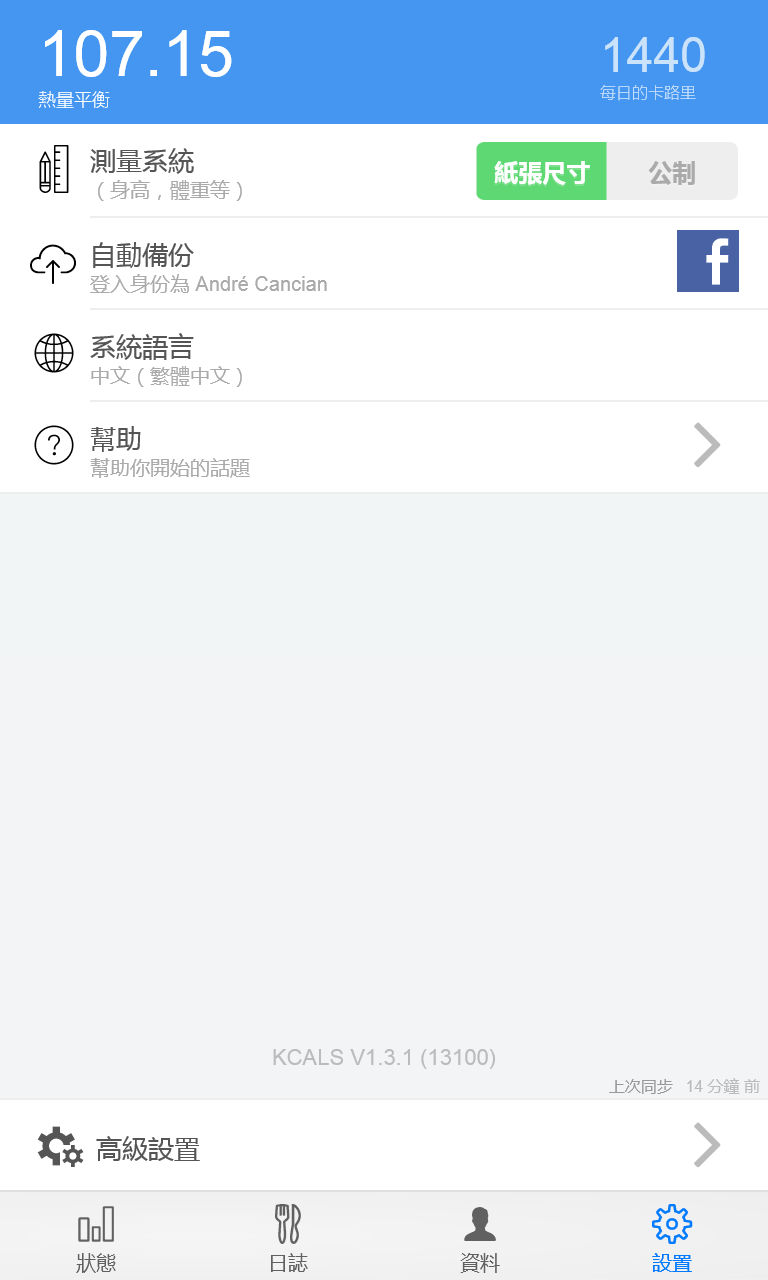 107.15
1440
熱量平衡
每日的卡路里
測量系統
（身高，體重等）
紙張尺寸
公制
自動備份
登入身份為 André Cancian
f
系統語言
中文（繁體中文）
?
幫助
幫助你開始的話題
KCALS V1.3.1 (13100)
上次同步 14 分鐘 前
高級設置
狀態
日誌
資料
設置